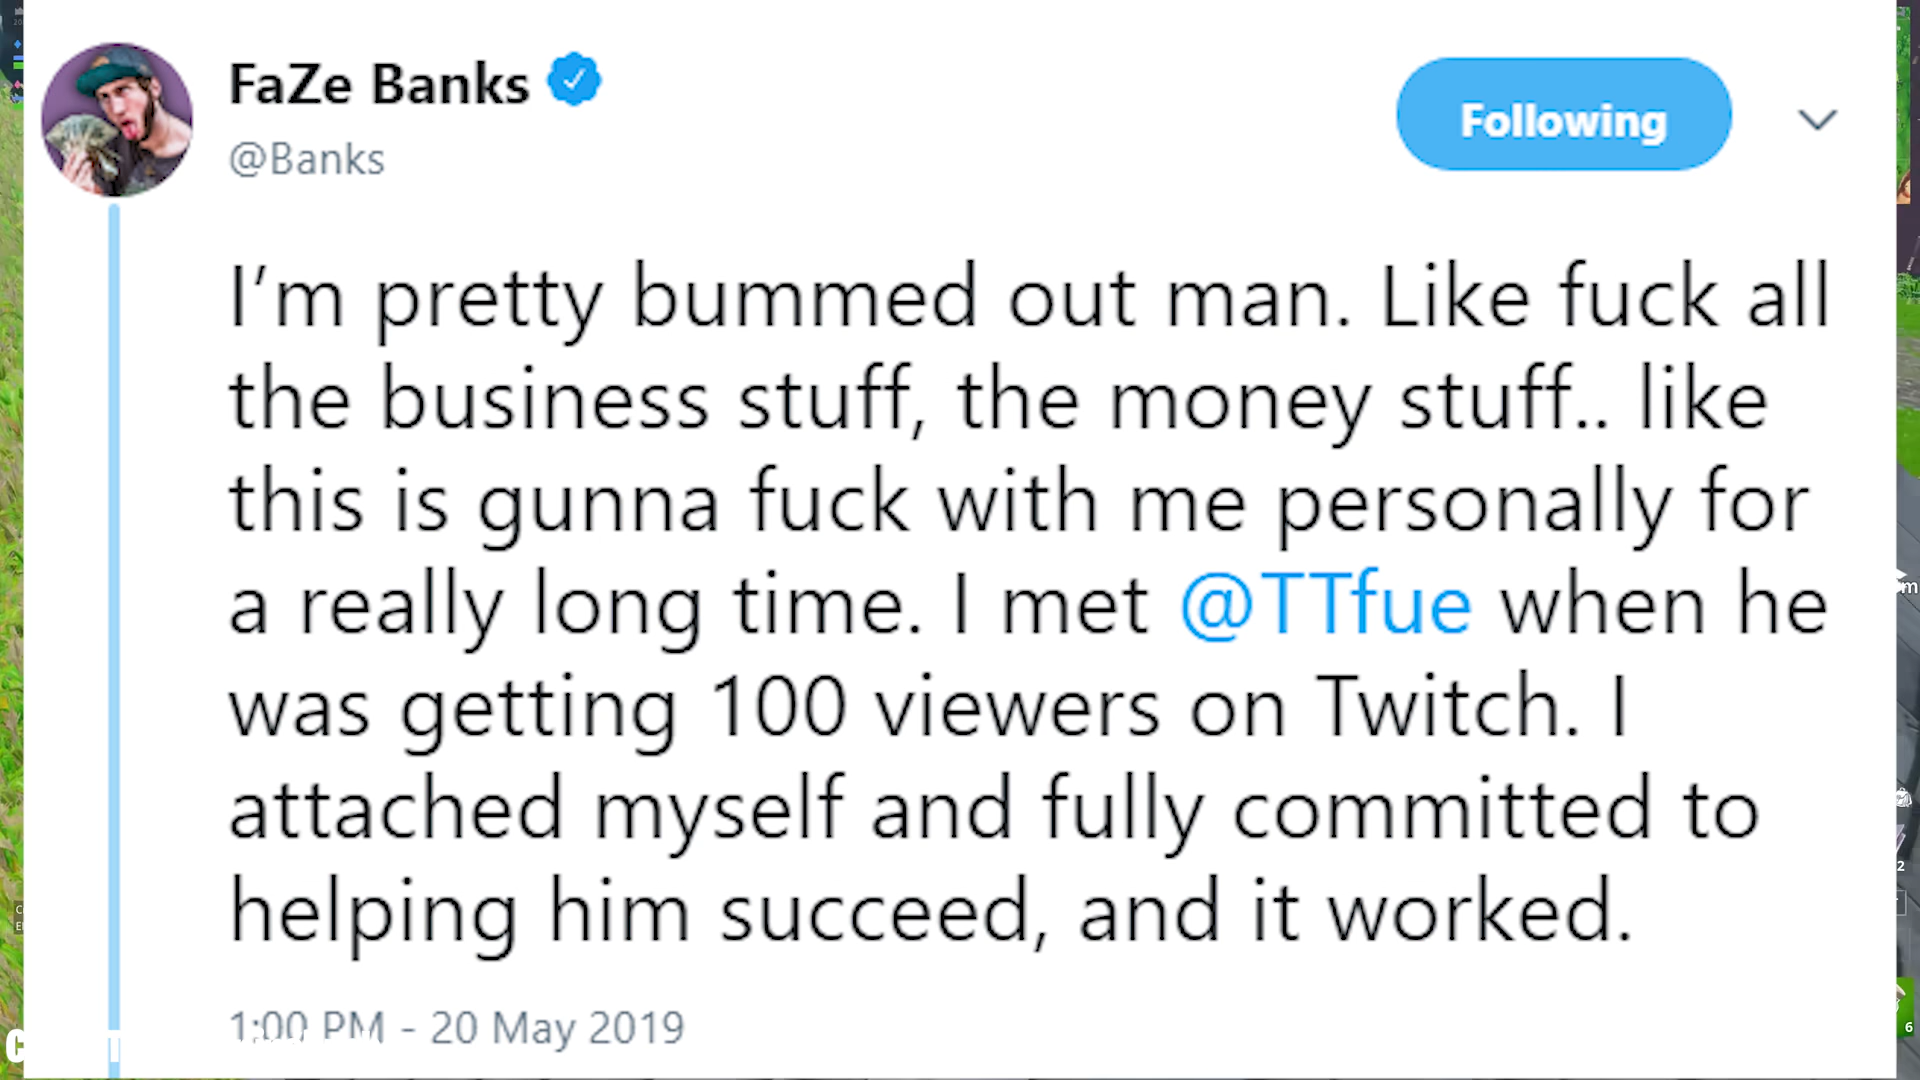 FaZe Banks
@Banks
Following
I'm pretty bummed out man. Like fuck all
the business stuff, the money stuff.. like
this is gunna fuck with me personally for
a really long time. I met @TTfue when he
was getting 100 viewers on Twitch. I
attached myself and fully committed to
helping him succeed, and it worked.
1:00 PM - 20 May 2019
m
2
6